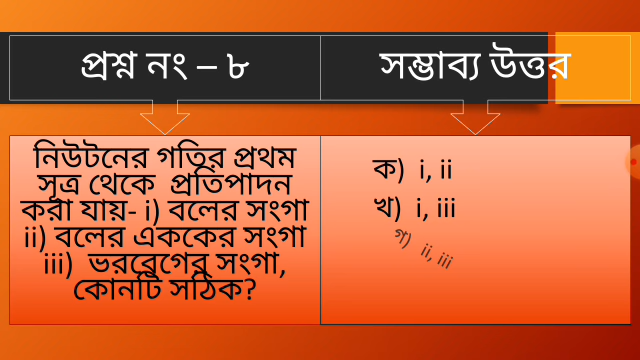 প্রশ্ন নং – ৮
সম্ভাব্য উত্তর
নিউটনের গতির প্রথম
সূত্র থেকে প্রতিপাদন
করা যায়- i) বলের সংগা
ii) বলের এককের সংগা
iii) ভরবেগের সংগা,
কোনটি সঠিক?
ক) i, ii
খ) i, iii
গ) ii, iii